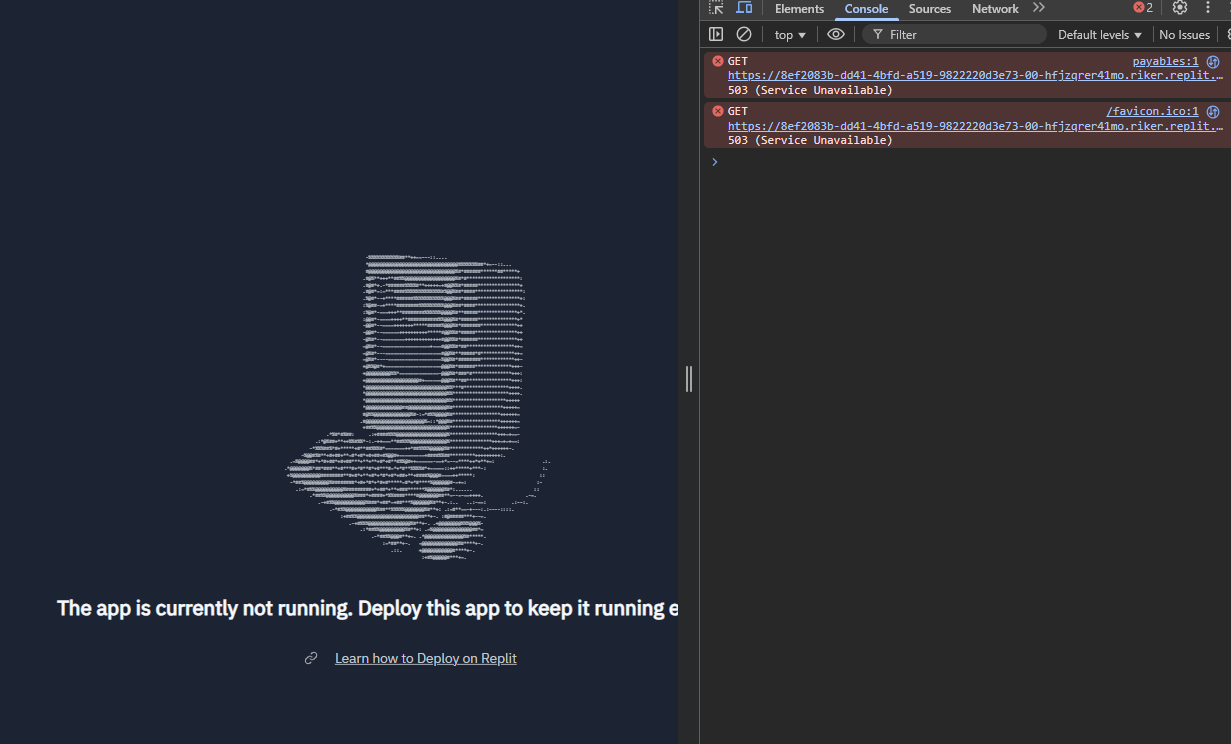 The app is currently not running. Deploy this app to keep it running e
Learn how to Deploy on Replit
Elements Console Sources Network 2
top Filter Default levels No Issues
GET payables:1
https://8ef2083b-dd41-4bfd-a519-9822220d3e73-00-hfjzqrer41mo.riker.replit.…
503 (Service Unavailable)
GET /favicon.ico:1
https://8ef2083b-dd41-4bfd-a519-9822220d3e73-00-hfjzqrer41mo.riker.replit.…
503 (Service Unavailable)